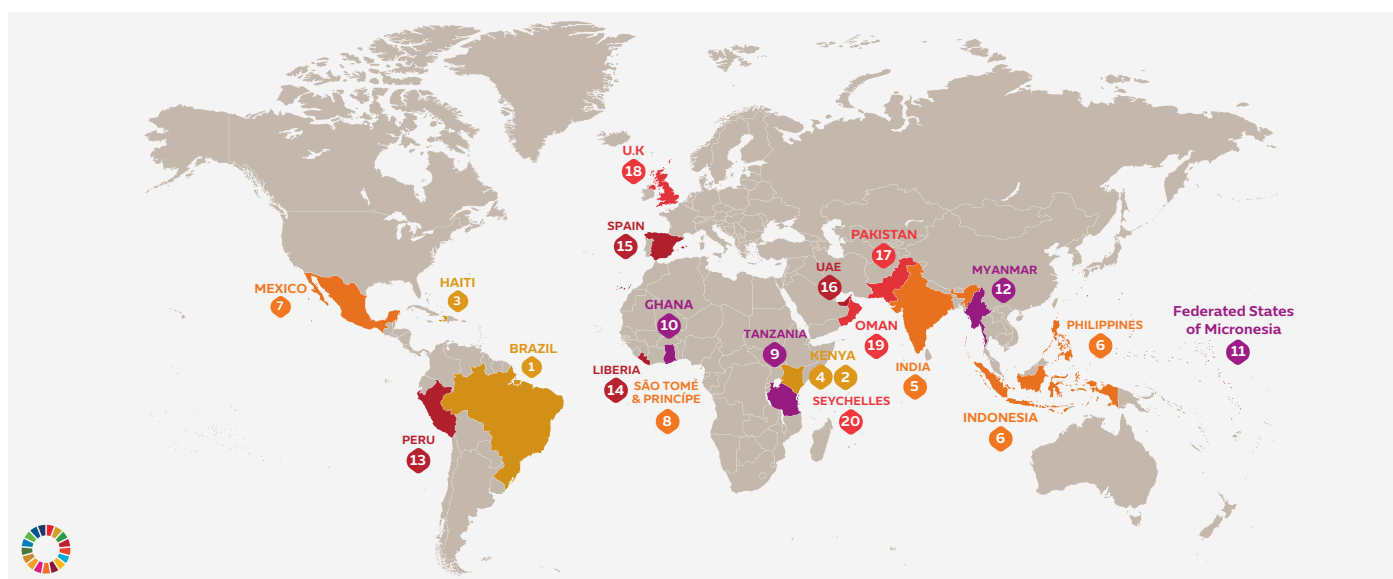 U.K
18
SPAIN
15
PAKISTAN
17
UAE
16
MYANMAR
12
MEXICO
7
HAITI
3
GHANA
10
Federated States
of Micronesia
11
TANZANIA
9
OMAN
19
PHILIPPINES
6
BRAZIL
1
KENYA
4 2
LIBERIA
14
SÃO TOMÉ
& PRINCÍPE
8
INDIA
5
SEYCHELLES
20
INDONESIA
6
PERU
13